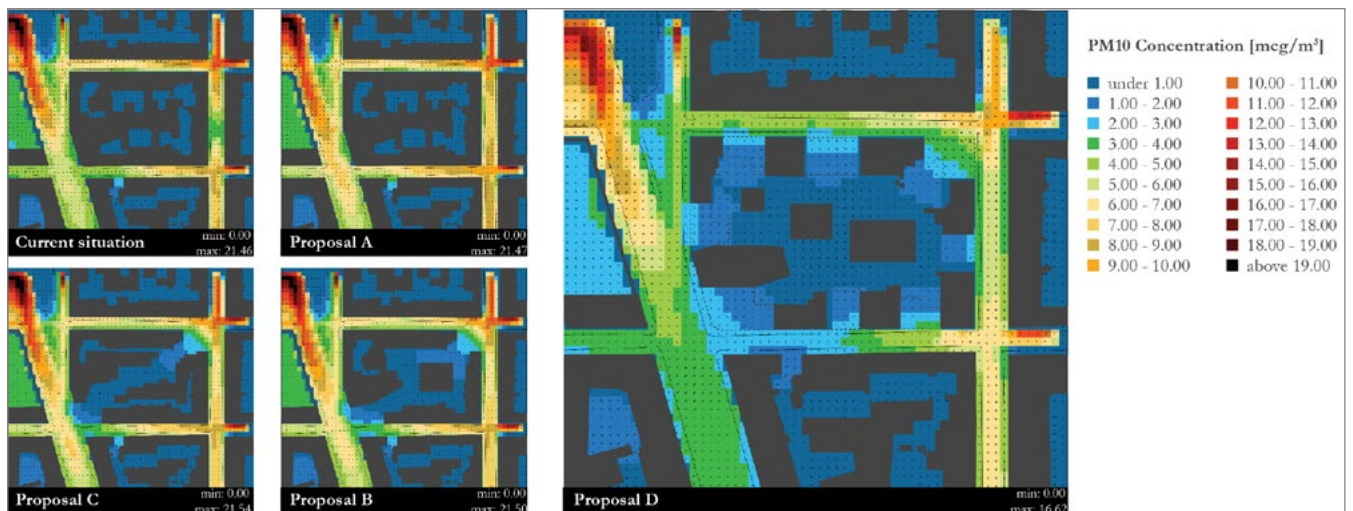 Current situation
min: 0.00
max: 21.46
Proposal A
min: 0.00
max: 21.47
Proposal C
min: 0.00
max: 21.54
Proposal B
min: 0.00
max: 21.50
Proposal D
min: 0.00
max: 16.62
PM10 Concentration [mcg/m³]
under 1.00
1.00 - 2.00
2.00 - 3.00
3.00 - 4.00
4.00 - 5.00
5.00 - 6.00
6.00 - 7.00
7.00 - 8.00
8.00 - 9.00
9.00 - 10.00
10.00 - 11.00
11.00 - 12.00
12.00 - 13.00
13.00 - 14.00
14.00 - 15.00
15.00 - 16.00
16.00 - 17.00
17.00 - 18.00
18.00 - 19.00
above 19.00